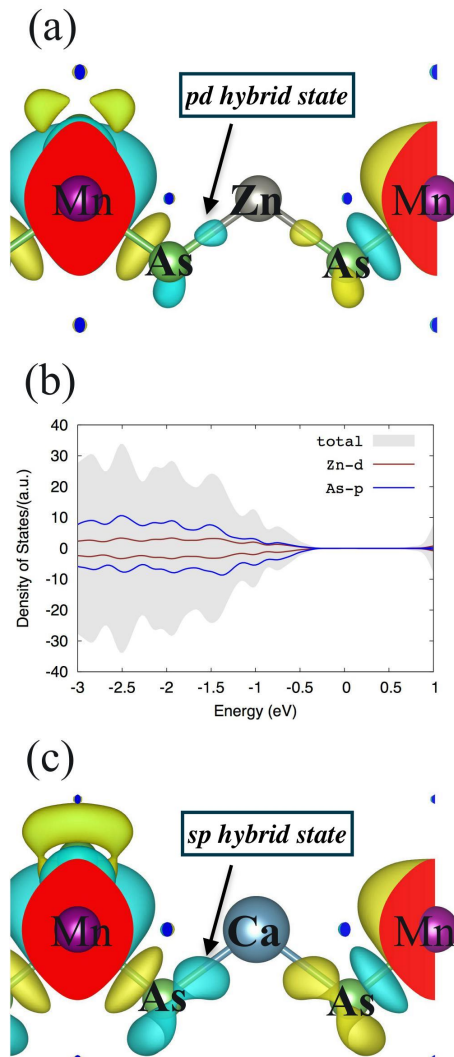 (a)
pd hybrid state
Mn
Zn
Mn
As
As
(b)
40
30
20
10
0
-10
-20
-30
-40
Density of States/(a.u.)
total
Zn-d
As-p
-3
-2.5
-2
-1.5
-1
-0.5
0
0.5
1
Energy (eV)
(c)
sp hybrid state
Mn
Ca
Mn
As
As